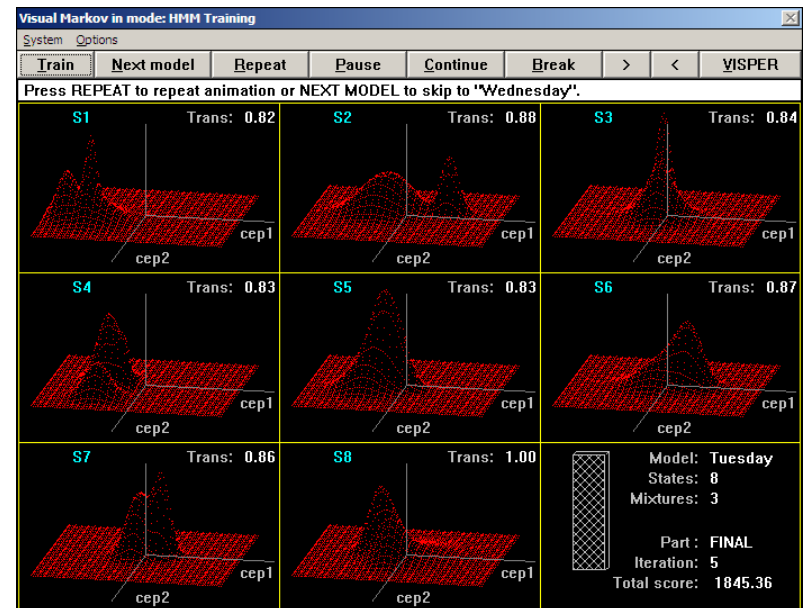 Visual Markov in mode: HMM Training
System Options
Train Next model Repeat Pause Continue Break > < VISPER
Press REPEAT to repeat animation or NEXT MODEL to skip to "Wednesday".
S1 Trans: 0.82 S2 Trans: 0.88 S3 Trans: 0.84
cep1 cep1 cep1
cep2 cep2 cep2
S4 Trans: 0.83 S5 Trans: 0.83 S6 Trans: 0.87
cep1 cep1 cep1
cep2 cep2 cep2
S7 Trans: 0.86 S8 Trans: 1.00 Model: Tuesday
States: 8
Mixtures: 3
Part : FINAL
Iteration: 5
cep1 cep1 Total score: 1845.36
cep2 cep2